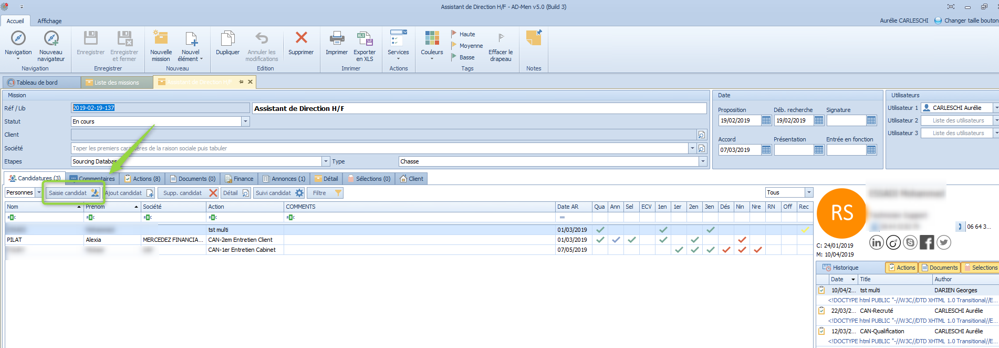 Assistant de Direction H/F - AD-Men v5.0 (Build 3)
Accueil Affichage
Aurélie CARLESCHI Changer taille bouton
Navigation Nouveau navigateur Enregistrer Enregistrer et fermer Nouvelle mission Nouvel élément Dupliquer Annuler les modifications Supprimer Imprimer Exporter en XLS Services Couleurs Haute Moyenne Basse Effacer le drapeau
Navigation Enregistrer Nouveau Edition Imrimer Actions Tags Notes
Tableau de bord Liste des missions Assistant de Direction H/F
Mission
Réf / Lib 2019-02-19-137 Assistant de Direction H/F
Statut En cours
Client
Société Taper les premiers caractères de la raison sociale puis tabuler
Etapes Sourcing Databas Type Chasse
Date
Proposition Déb. recherche Signature
19/02/2019 19/02/2019
Accord Présentation Entrée en fonction
07/03/2019
Utilisateurs
Utilisateur 1 CARLESCHI Aurélie
Utilisateur 2 Liste des utilisateurs
Utilisateur 3 Liste des utilisateurs
Candidatures (3) Commentaires Actions (8) Documents (0) Finance Annonces (1) Détail Sélections (0) Client
Personnes Saisie candidat Ajout candidat Supp. candidat Détail Suivi candidat Filtre Tous
Nom Prénom Société Action COMMENTS Date AR Qua Ann Sel ECV 1en 1er 2en 3en Dés Nin Nre RN Off Rec
ABC ABC ABC ABC ABC =
tst multi 01/03/2019
PILAT Alexia MERCEDEZ FINANCIA... CAN-2em Entretien Client 01/03/2019
CAN-1er Entretien Cabinet 07/05/2019
RS
06 64 3...
C: 24/01/2019
M: 10/04/2019
Historique Actions Documents Selections
Date Title Author
10/04/2... tst multi DARIEN Georges
<!DOCTYPE html PUBLIC "-//W3C//DTD XHTML 1.0 Transitional//E...
22/03/2... CAN-Recruté CARLESCHI Aurélie
<!DOCTYPE html PUBLIC "-//W3C//DTD XHTML 1.0 Transitional//E...
12/03/2... CAN-Qualification CARLESCHI Aurélie
<!DOCTYPE html PUBLIC "-//W3C//DTD XHTML 1.0 Transitional//E...